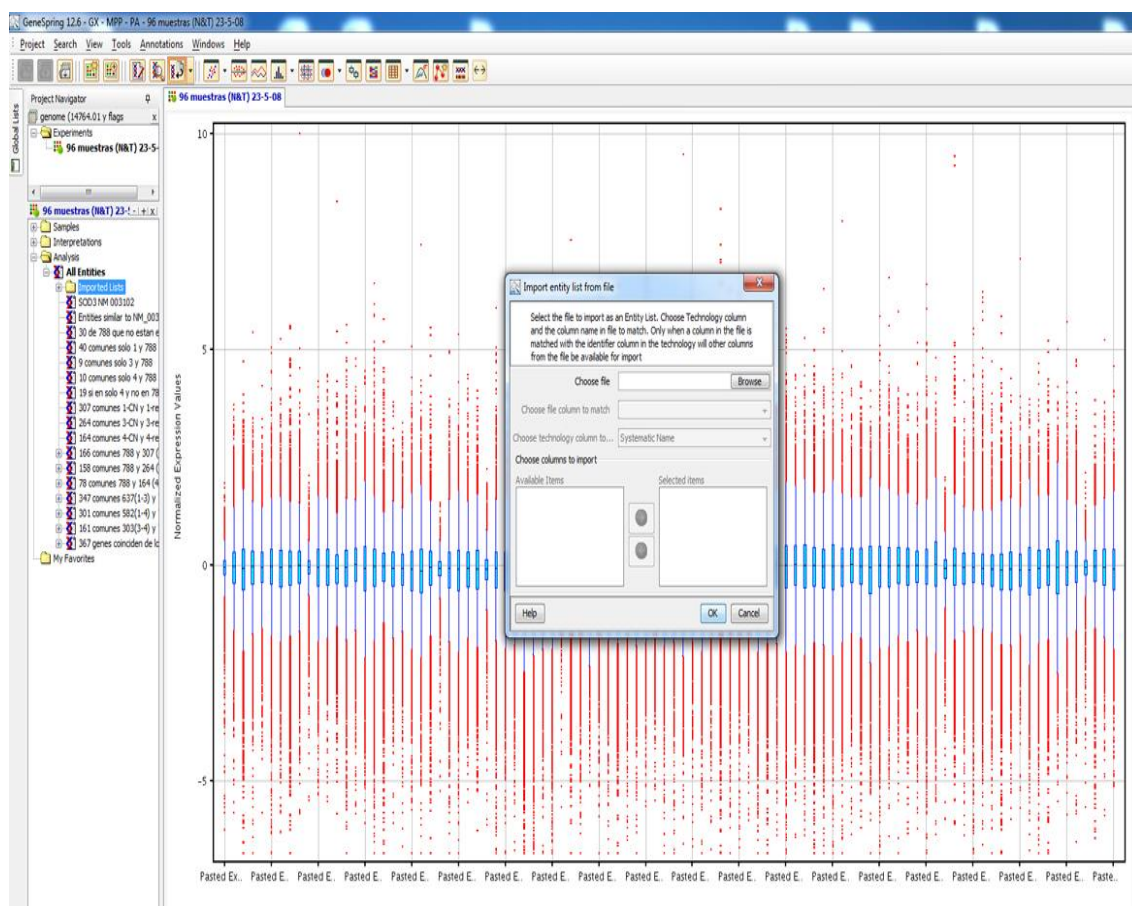 GeneSpring 12.6 - GX - MPP - PA - 96 muestras (N&T) 23-5-08
Project Search View Tools Annotations Windows Help
Global Lists
Project Navigator
genome (14764.01 y flags x
Experiments
96 muestras (N&T) 23-5-
96 muestras (N&T) 23-! - + x
Samples
Interpretations
Analysis
All Entities
Imported Lists
SOD3 NM 003102
Entities similar to NM_003
30 de 788 que no estan e
40 comunes solo 1 y 788
9 comunes solo 3 y 788
10 comunes solo 4 y 788
19 si en solo 4 y no en 78
307 comunes 1-CN y 1-re
264 comunes 3-CN y 3-re
164 comunes 4-CN y 4-re
166 comunes 788 y 307 (
158 comunes 788 y 264 (
78 comunes 788 y 164 (4
347 comunes 637(1-3) y
301 comunes 582(1-4) y
161 comunes 303(3-4) y
367 genes coinciden de lc
My Favorites
96 muestras (N&T) 23-5-08
Normalized Expression Values
10
5
0
-5
Pasted Ex.. Pasted E.. Pasted E.. Pasted E.. Pasted E.. Pasted E.. Pasted E.. Pasted E.. Pasted E.. Pasted E.. Pasted E.. Pasted E.. Pasted E.. Pasted E.. Pasted E.. Pasted E.. Pasted E.. Pasted E.. Pasted E.. Paste..
Import entity list from file
Select the file to import as an Entity List. Choose Technology column
and the column name in file to match. Only when a column in the file is
matched with the identifier column in the technology will other columns
from the file be available for import
Choose file Browse
Choose file column to match
Choose technology column to... Systematic Name
Choose columns to import
Available Items Selected items
Help OK Cancel